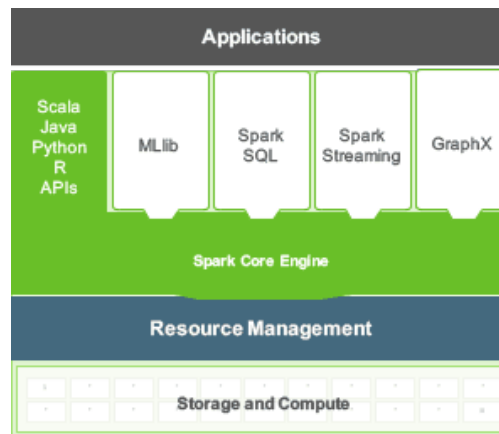 Applications
Scala
Java
Python
R
APIs
MLlib
Spark
SQL
Spark
Streaming
GraphX
Spark Core Engine
Resource Management
Storage and Compute